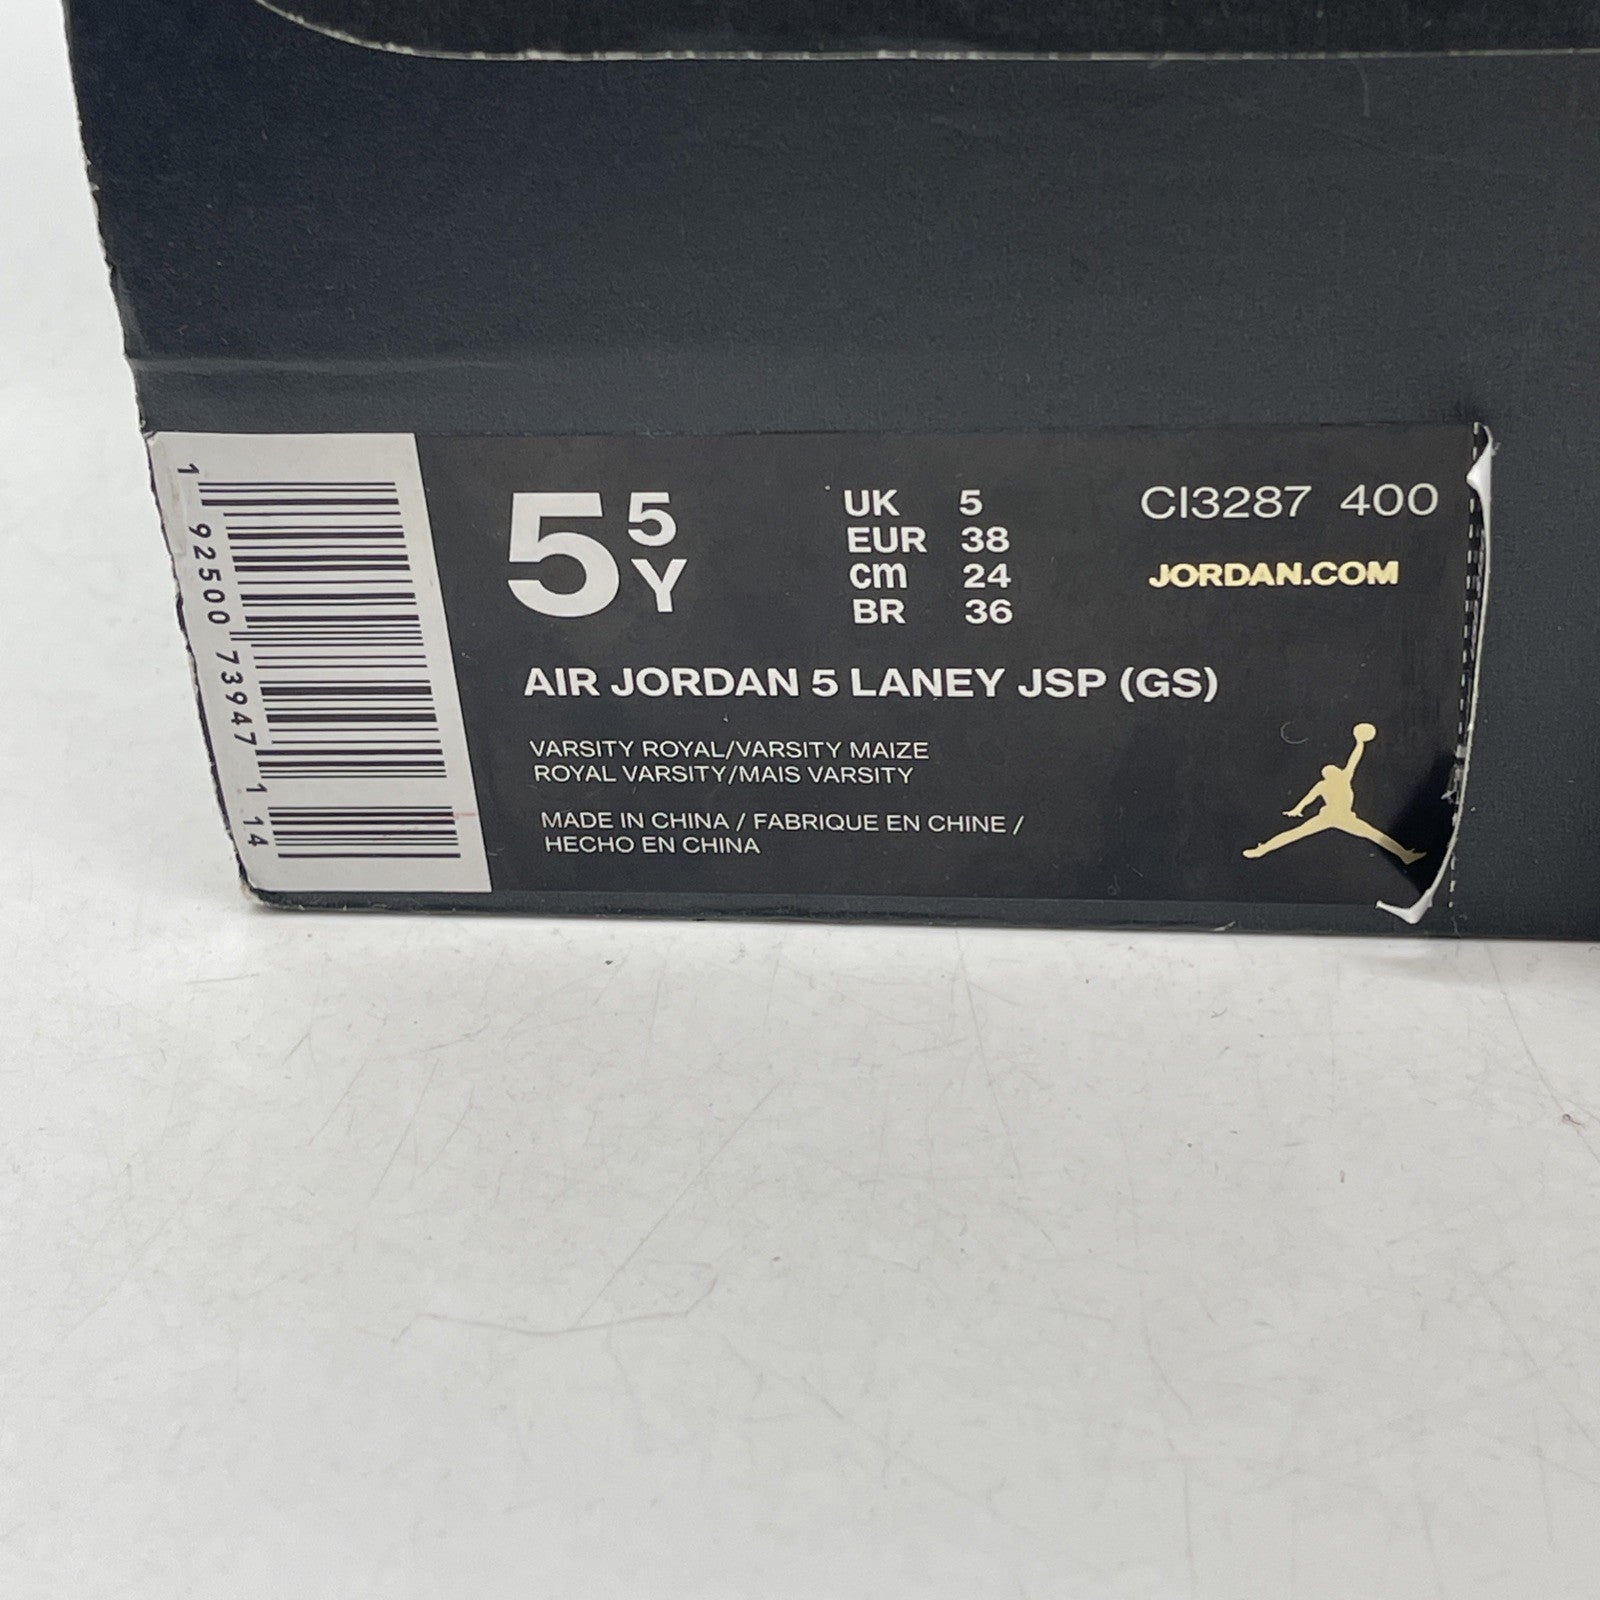 1 92500 73947 1 14
5 5 Y
UK 5
EUR 38
cm 24
BR 36
CI3287 400
JORDAN.COM
AIR JORDAN 5 LANEY JSP (GS)
VARSITY ROYAL/VARSITY MAIZE
ROYAL VARSITY/MAIS VARSITY
MADE IN CHINA / FABRIQUE EN CHINE /
HECHO EN CHINA